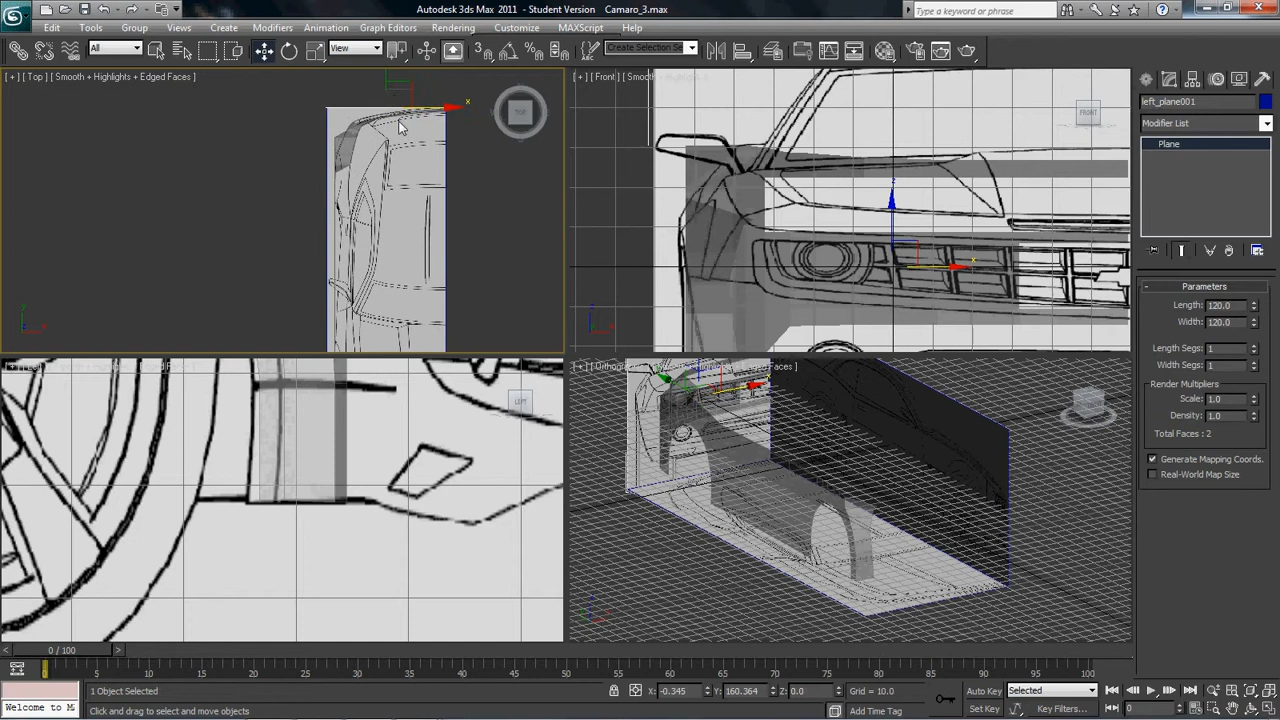 Autodesk 3ds Max 2011 - Student Version Camaro_3.max
Type a keyword or phrase
Edit Tools Group Views Create Modifiers Animation Graph Editors Rendering Customize MAXScript Help
All View Create Selection Se
[ + ] [ Top ] [ Smooth + Highlights + Edged Faces ]
TOP
x
[ + ] [ Front ] [ Smoo
FRONT
z
x
left_plane001
Modifier List
Plane
Parameters
Length: 120.0
Width: 120.0
Length Segs: 1
Width Segs: 1
Render Multipliers
Scale: 1.0
Density: 1.0
Total Faces : 2
Generate Mapping Coords.
Real-World Map Size
LEFT
0 / 100
0 5 10 15 20 25 30 35 40 45 50 55 60 65 70 75 80 85 90 95 100
1 Object Selected
X: -0.345 Y: 160.364 Z: 0.0 Grid = 10.0
Auto Key Selected
Welcome to M
Click and drag to select and move objects
Add Time Tag
Set Key Key Filters... 0